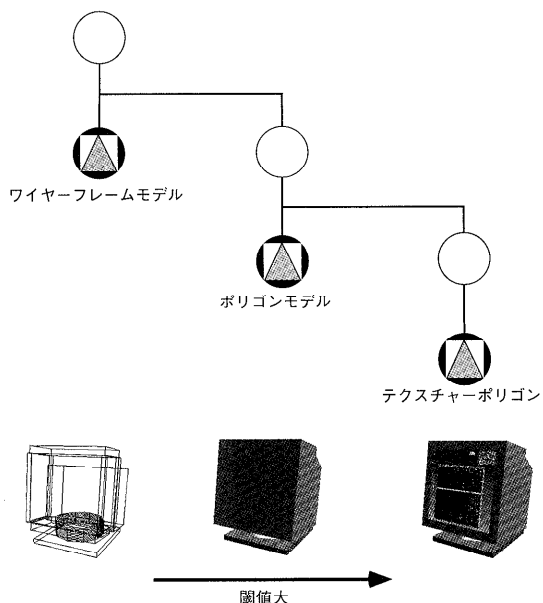 ワイヤーフレームモデル
ポリゴンモデル
テクスチャーポリゴン
閾値大